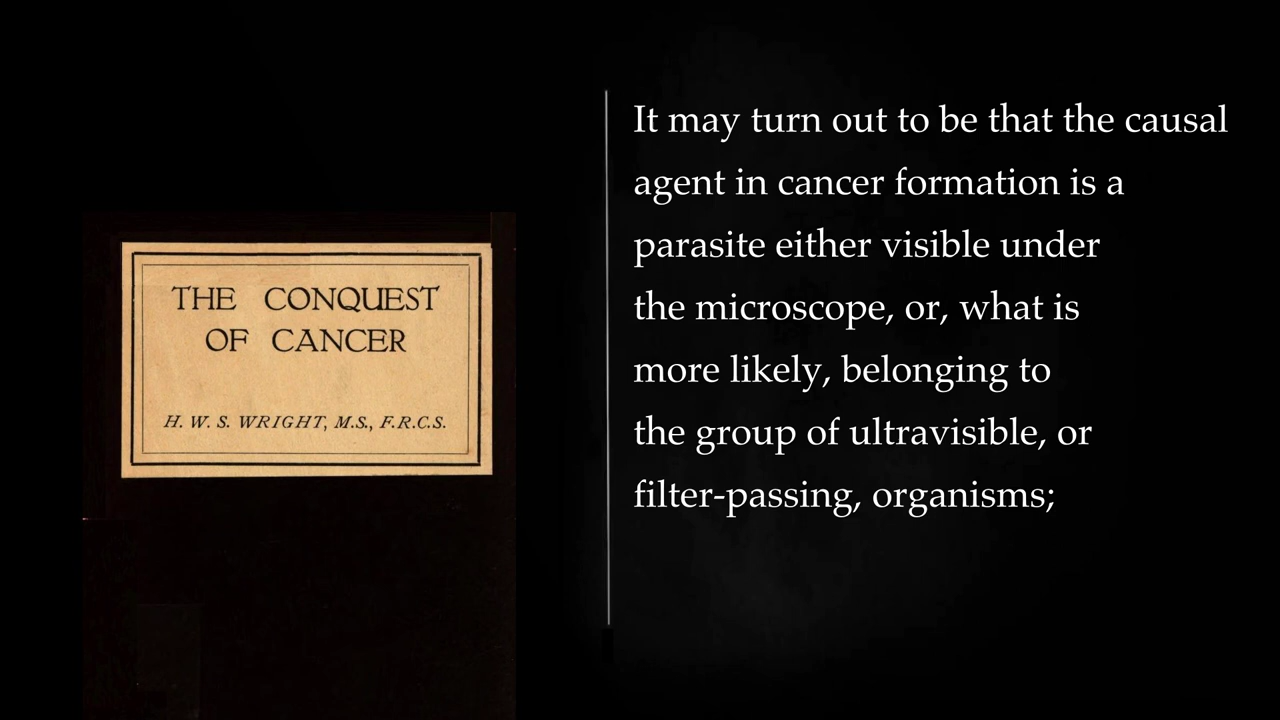 THE CONQUEST
OF CANCER
H. W. S. WRIGHT, M.S., F.R.C.S.
It may turn out to be that the causal
agent in cancer formation is a
parasite either visible under
the microscope, or, what is
more likely, belonging to
the group of ultravisible, or
filter-passing, organisms;